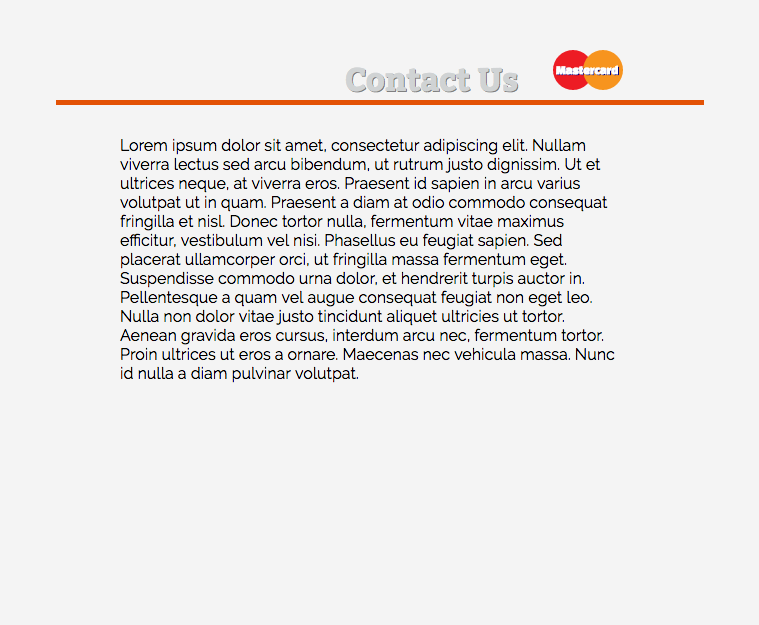 Contact Us
Mastercard
Lorem ipsum dolor sit amet, consectetur adipiscing elit. Nullam
viverra lectus sed arcu bibendum, ut rutrum justo dignissim. Ut et
ultrices neque, at viverra eros. Praesent id sapien in arcu varius
volutpat ut in quam. Praesent a diam at odio commodo consequat
fringilla et nisl. Donec tortor nulla, fermentum vitae maximus
efficitur, vestibulum vel nisi. Phasellus eu feugiat sapien. Sed
placerat ullamcorper orci, ut fringilla massa fermentum eget.
Suspendisse commodo urna dolor, et hendrerit turpis auctor in.
Pellentesque a quam vel augue consequat feugiat non eget leo.
Nulla non dolor vitae justo tincidunt aliquet ultricies ut tortor.
Aenean gravida eros cursus, interdum arcu nec, fermentum tortor.
Proin ultrices ut eros a ornare. Maecenas nec vehicula massa. Nunc
id nulla a diam pulvinar volutpat.